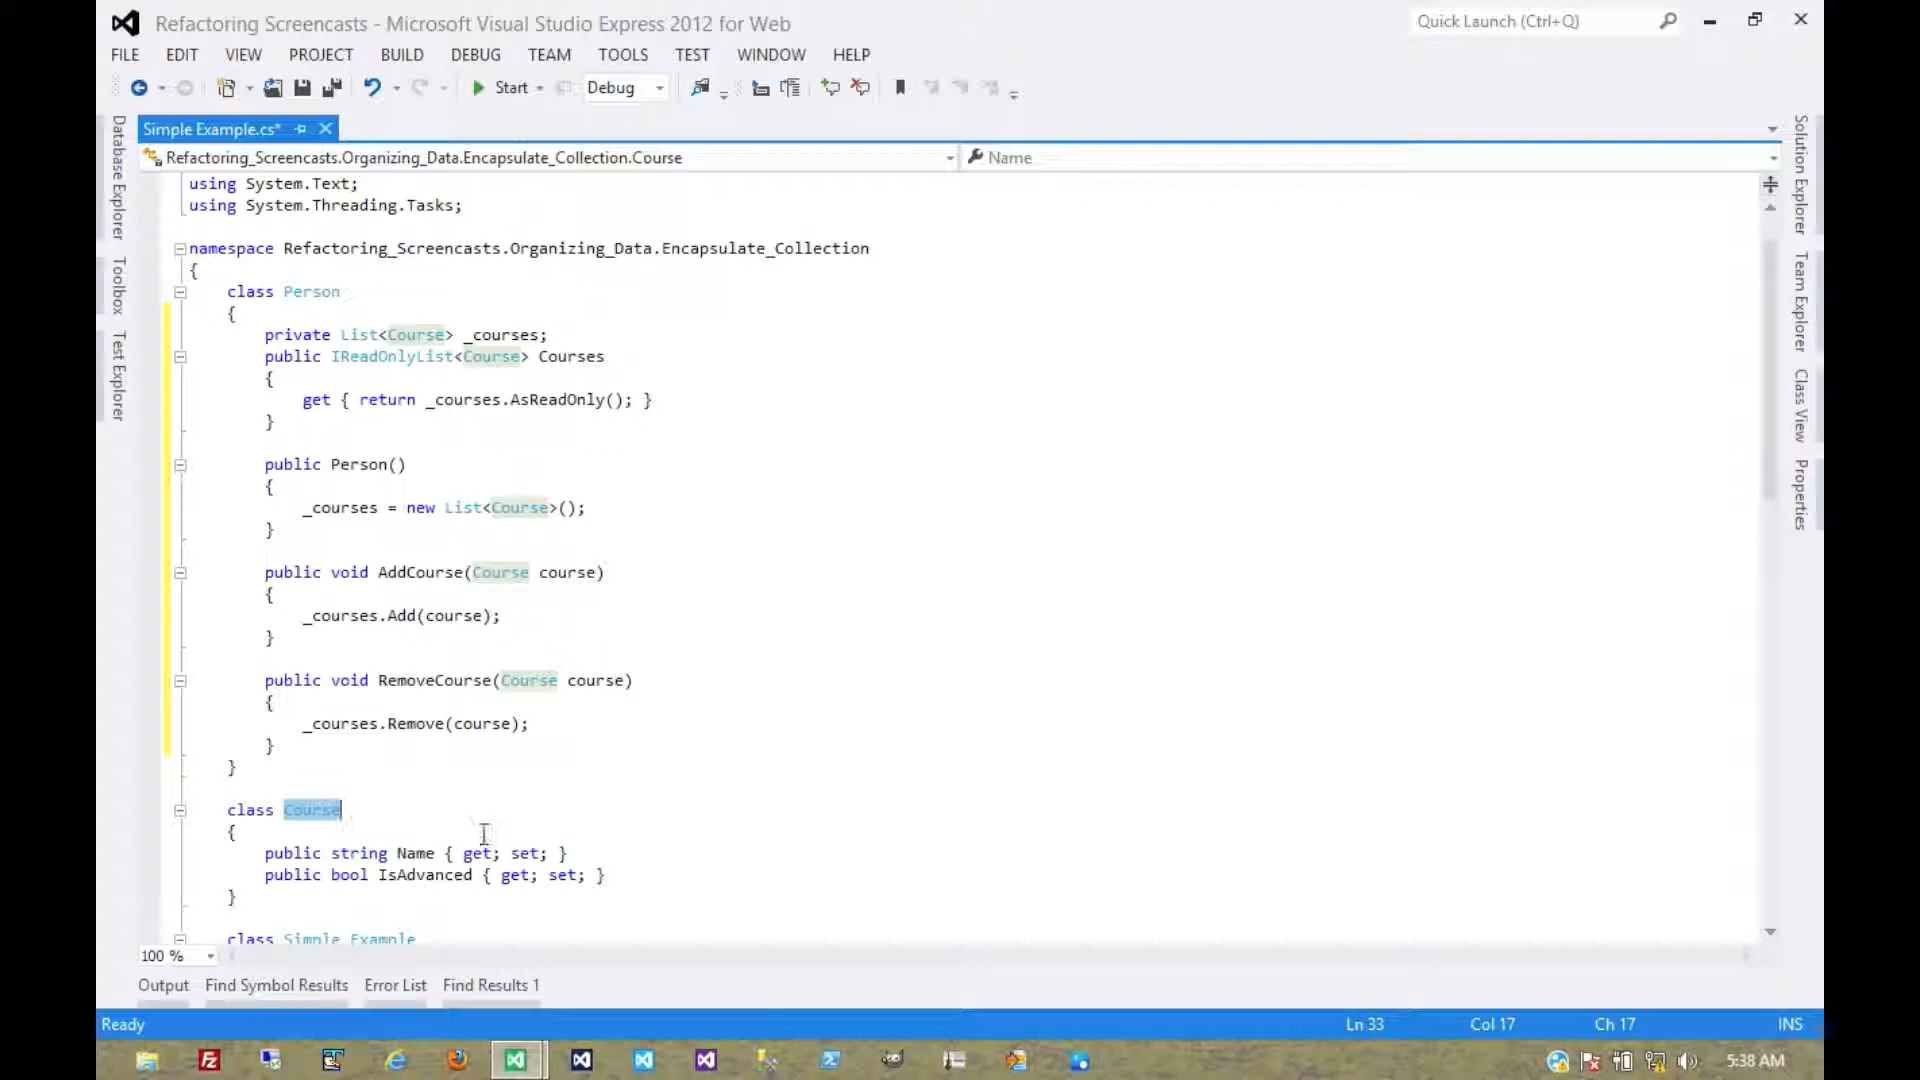 Refactoring Screencasts - Microsoft Visual Studio Express 2012 for Web
Quick Launch (Ctrl+Q)
FILE EDIT VIEW PROJECT BUILD DEBUG TEAM TOOLS TEST WINDOW HELP
Start Debug
Simple Example.cs*
Refactoring_Screencasts.Organizing_Data.Encapsulate_Collection.Course
Name
Database Explorer
Toolbox
Test Explorer
using System.Text;
using System.Threading.Tasks;
namespace Refactoring_Screencasts.Organizing_Data.Encapsulate_Collection
{
class Person
{
private List<Course> _courses;
public IReadOnlyList<Course> Courses
{
get { return _courses.AsReadOnly(); }
}
public Person()
{
_courses = new List<Course>();
}
public void AddCourse(Course course)
{
_courses.Add(course);
}
public void RemoveCourse(Course course)
{
_courses.Remove(course);
}
}
class Course
{
public string Name { get; set; }
public bool IsAdvanced { get; set; }
}
class Simple_Example
Solution Explorer
Team Explorer
Class View
Properties
100 %
Output Find Symbol Results Error List Find Results 1
Ready Ln 33 Col 17 Ch 17 INS
5:38 AM